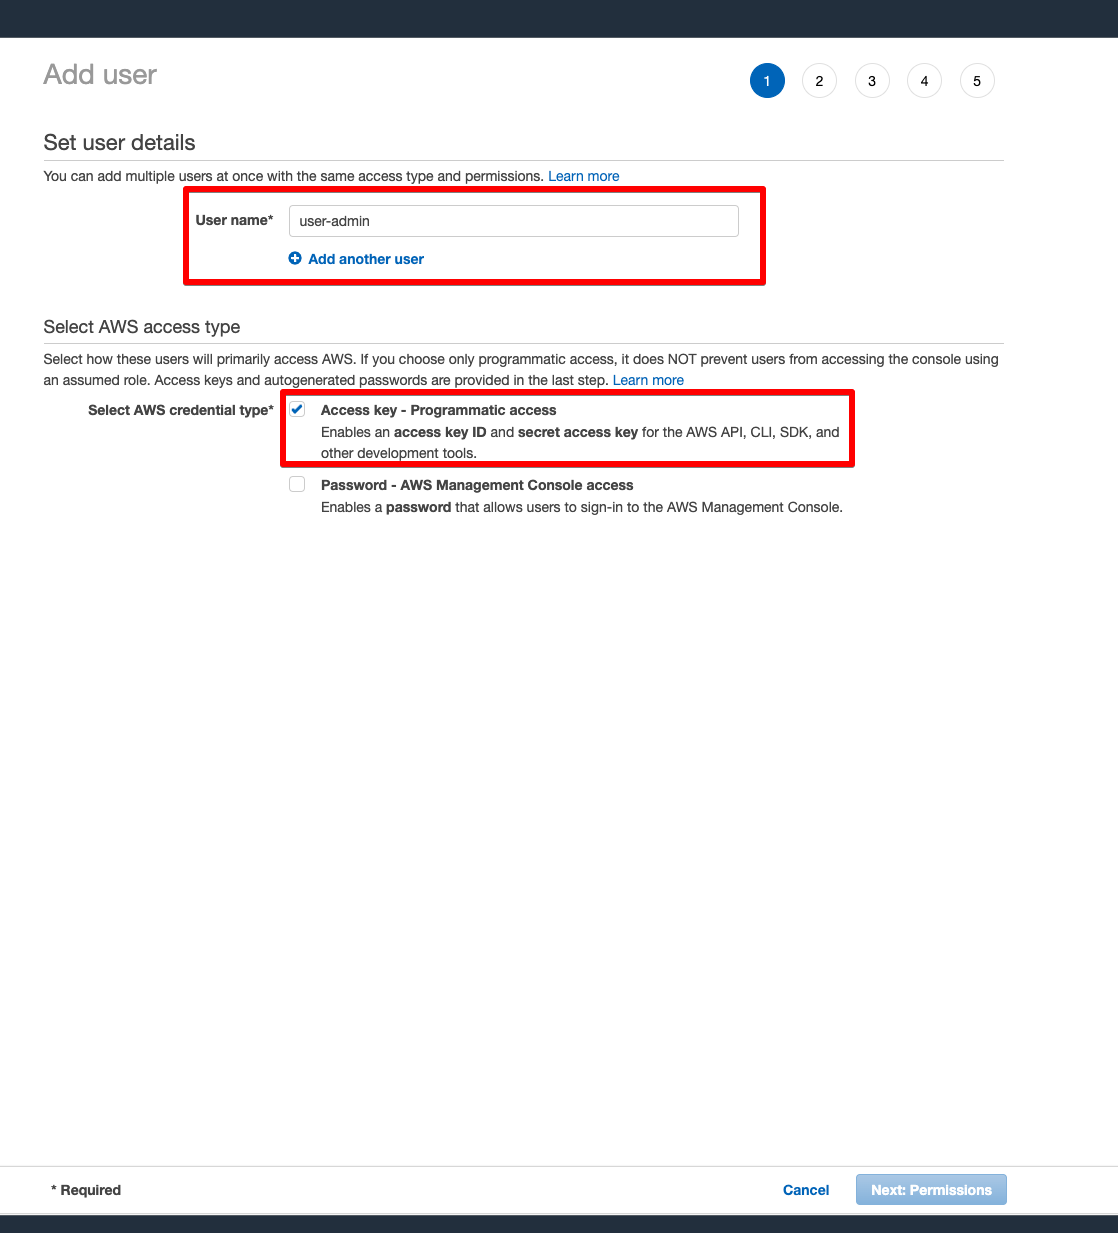 Add user
1 2 3 4 5
Set user details
You can add multiple users at once with the same access type and permissions. Learn more
User name* user-admin
Add another user
Select AWS access type
Select how these users will primarily access AWS. If you choose only programmatic access, it does NOT prevent users from accessing the console using
an assumed role. Access keys and autogenerated passwords are provided in the last step. Learn more
Select AWS credential type* Access key - Programmatic access
Enables an access key ID and secret access key for the AWS API, CLI, SDK, and
other development tools.
Password - AWS Management Console access
Enables a password that allows users to sign-in to the AWS Management Console.
* Required Cancel Next: Permissions